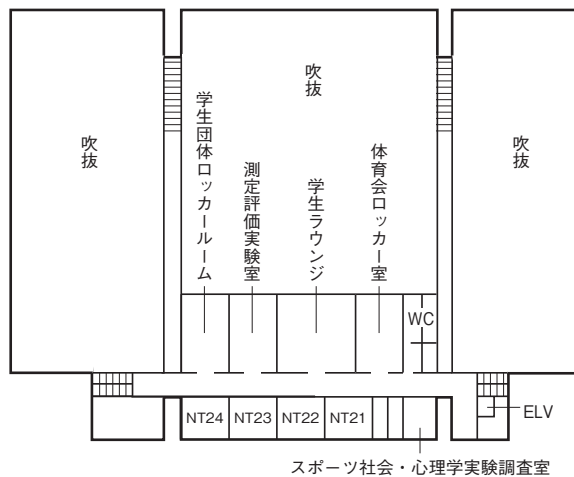 吹抜
吹抜
吹抜
学生団体ロッカールーム
測定評価実験室
学生ラウンジ
体育会ロッカー室
WC
NT24
NT23
NT22
NT21
ELV
スポーツ社会・心理学実験調査室